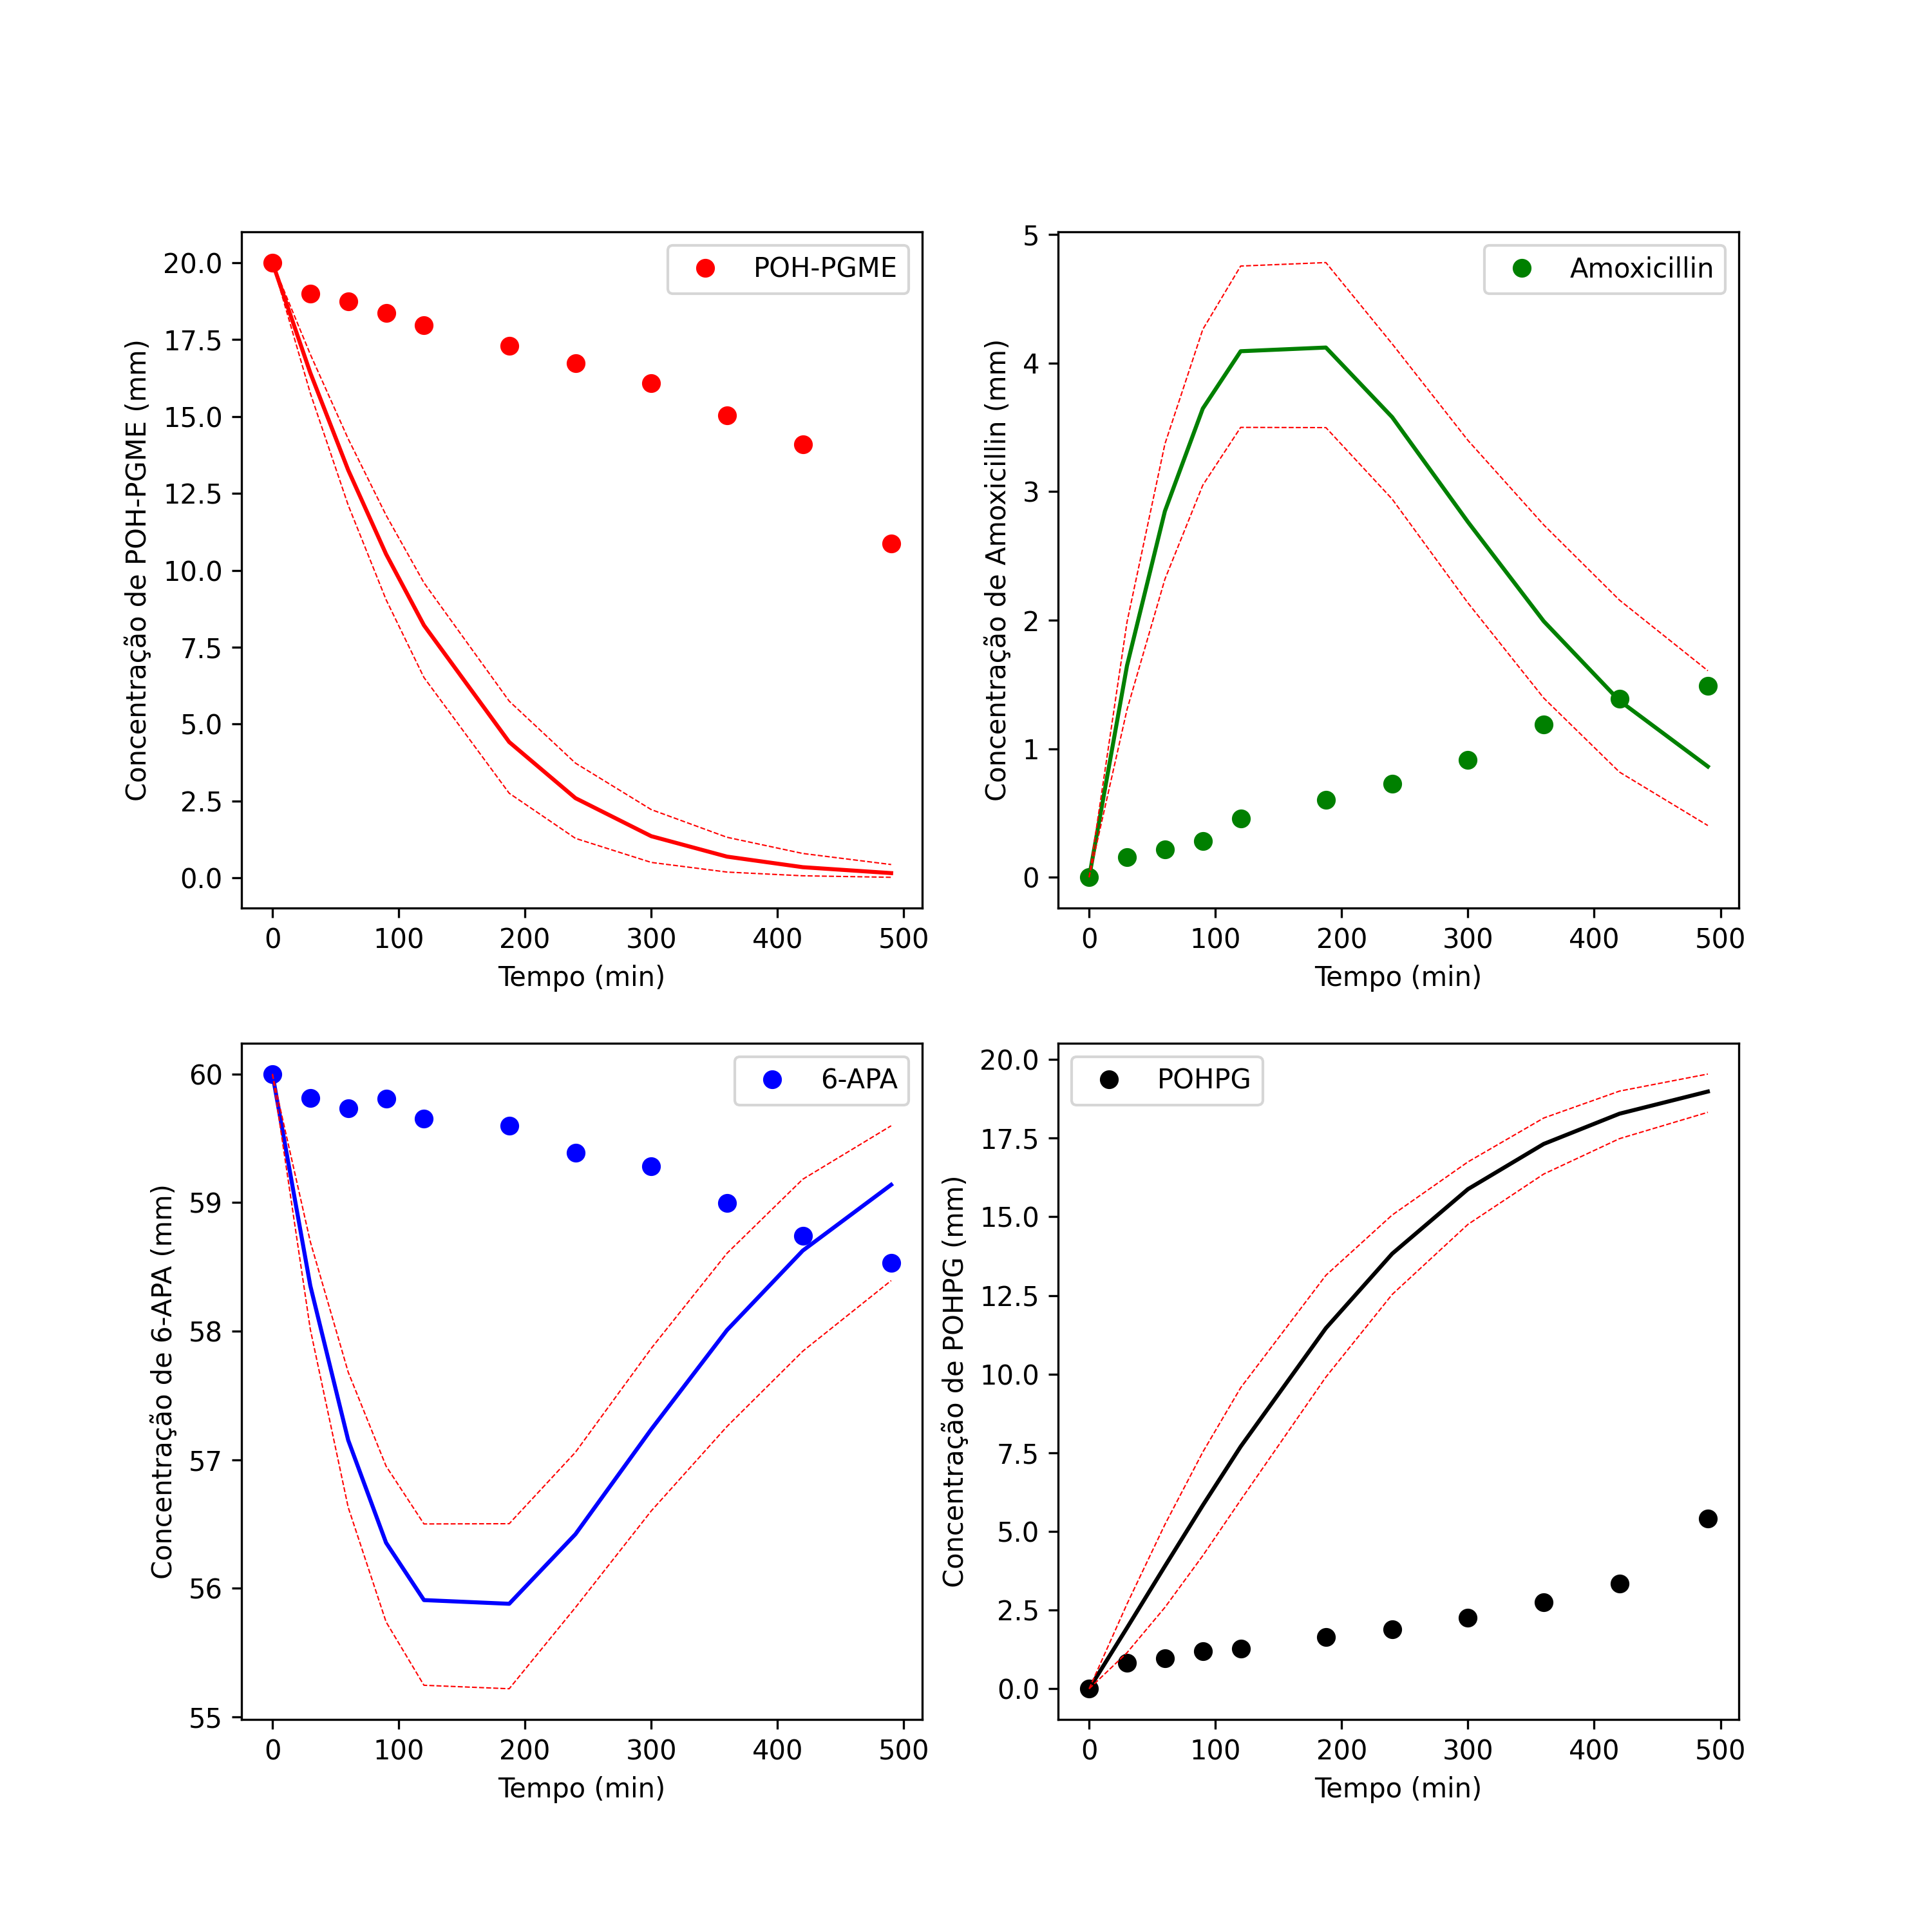 POH-PGME
Concentração de POH-PGME (mm)
20.0
17.5
15.0
12.5
10.0
7.5
5.0
2.5
0.0
0 100 200 300 400 500
Tempo (min)
Amoxicillin
Concentração de Amoxicillin (mm)
5
4
3
2
1
0
0 100 200 300 400 500
Tempo (min)
6-APA
Concentração de 6-APA (mm)
60
59
58
57
56
55
0 100 200 300 400 500
Tempo (min)
POHPG
Concentração de POHPG (mm)
20.0
17.5
15.0
12.5
10.0
7.5
5.0
2.5
0.0
0 100 200 300 400 500
Tempo (min)